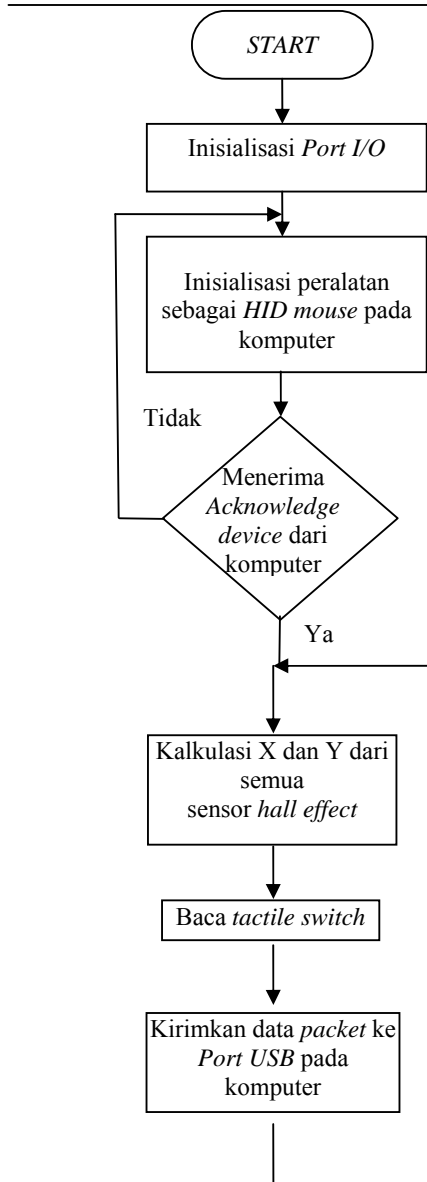 START
Inisialisasi Port I/O
Inisialisasi peralatan
sebagai HID mouse pada
komputer
Tidak
Menerima
Acknowledge
device dari
komputer
Ya
Kalkulasi X dan Y dari
semua
sensor hall effect
Baca tactile switch
Kirimkan data packet ke
Port USB pada
komputer